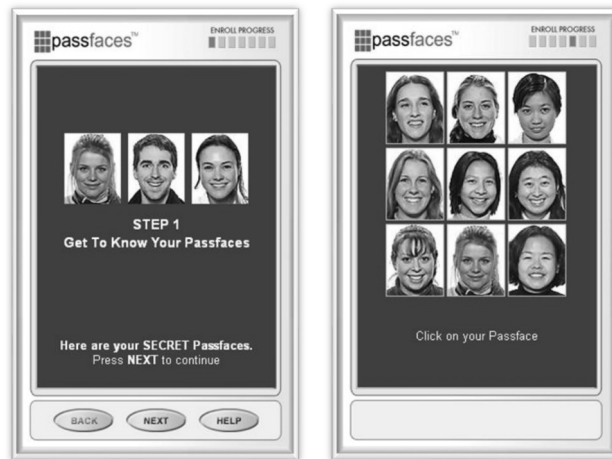 passfaces™
ENROLL PROGRESS
STEP 1
Get To Know Your Passfaces
Here are your SECRET Passfaces.
Press NEXT to continue
BACK
NEXT
HELP
passfaces™
ENROLL PROGRESS
Click on your Passface